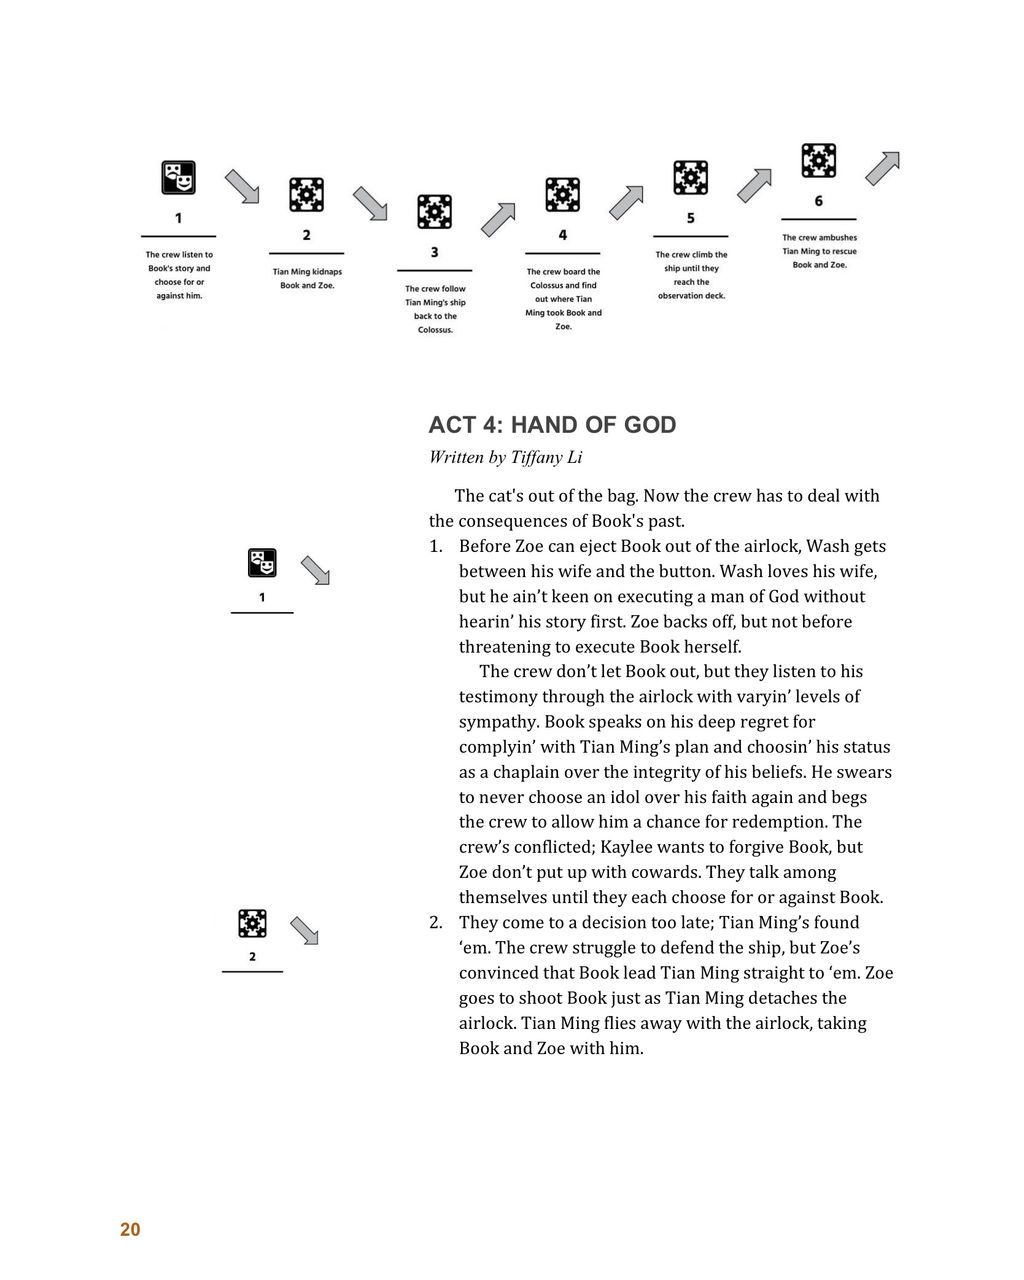 1
The crew listen to
Book's story and
choose for or
against him.
2
Tian Ming kidnaps
Book and Zoe.
3
The crew follow
Tian Ming's ship
back to the
Colossus.
4
The crew board the
Colossus and find
out where Tian
Ming took Book and
Zoe.
5
The crew climb the
ship until they
reach the
observation deck.
6
The crew ambushes
Tian Ming to rescue
Book and Zoe.
ACT 4: HAND OF GOD
Written by Tiffany Li
The cat's out of the bag. Now the crew has to deal with
the consequences of Book's past.
1
1. Before Zoe can eject Book out of the airlock, Wash gets
between his wife and the button. Wash loves his wife,
but he ain’t keen on executing a man of God without
hearin’ his story first. Zoe backs off, but not before
threatening to execute Book herself.
The crew don’t let Book out, but they listen to his
testimony through the airlock with varyin’ levels of
sympathy. Book speaks on his deep regret for
complyin’ with Tian Ming’s plan and choosin’ his status
as a chaplain over the integrity of his beliefs. He swears
to never choose an idol over his faith again and begs
the crew to allow him a chance for redemption. The
crew’s conflicted; Kaylee wants to forgive Book, but
Zoe don’t put up with cowards. They talk among
themselves until they each choose for or against Book.
2
2. They come to a decision too late; Tian Ming’s found
‘em. The crew struggle to defend the ship, but Zoe’s
convinced that Book lead Tian Ming straight to ‘em. Zoe
goes to shoot Book just as Tian Ming detaches the
airlock. Tian Ming flies away with the airlock, taking
Book and Zoe with him.
20